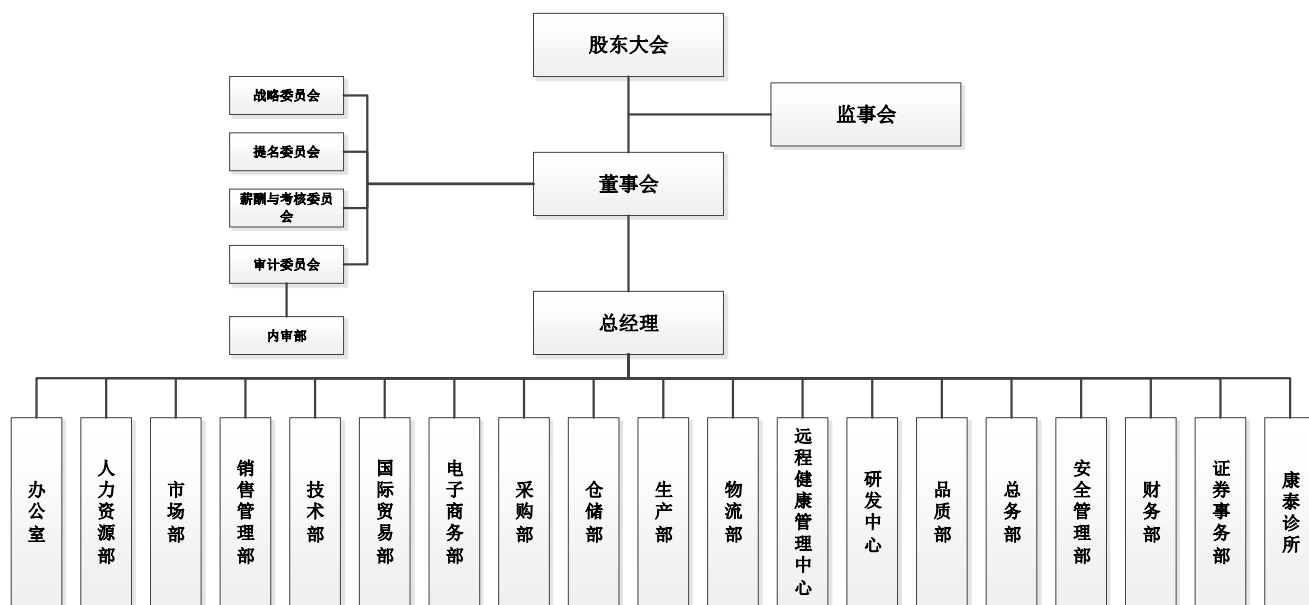 股东大会
战略委员会
监事会
提名委员会
董事会
薪酬与考核委员
会
审计委员会
总经理
内审部
办公室
人力资源部
市场部
销售管理部
技术部
国际贸易部
电子商务部
采购部
仓储部
生产部
物流部
远程健康管理中心
研发中心
品质部
总务部
安全管理部
财务部
证券事务部
康泰诊所